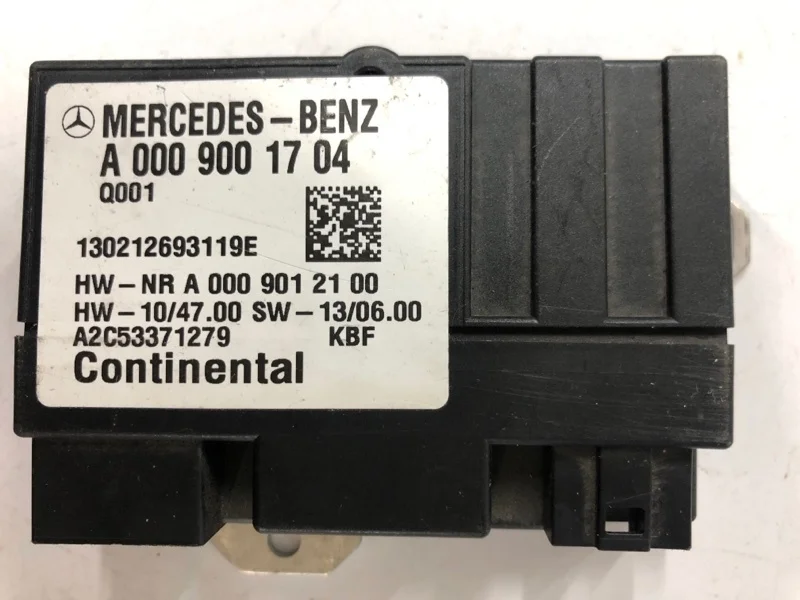 MERCEDES-BENZ
A 000 900 17 04
Q001
130212693119E
HW-NR A 000 901 21 00
HW-10/47.00 SW-13/06.00
A2C53371279 KBF
Continental